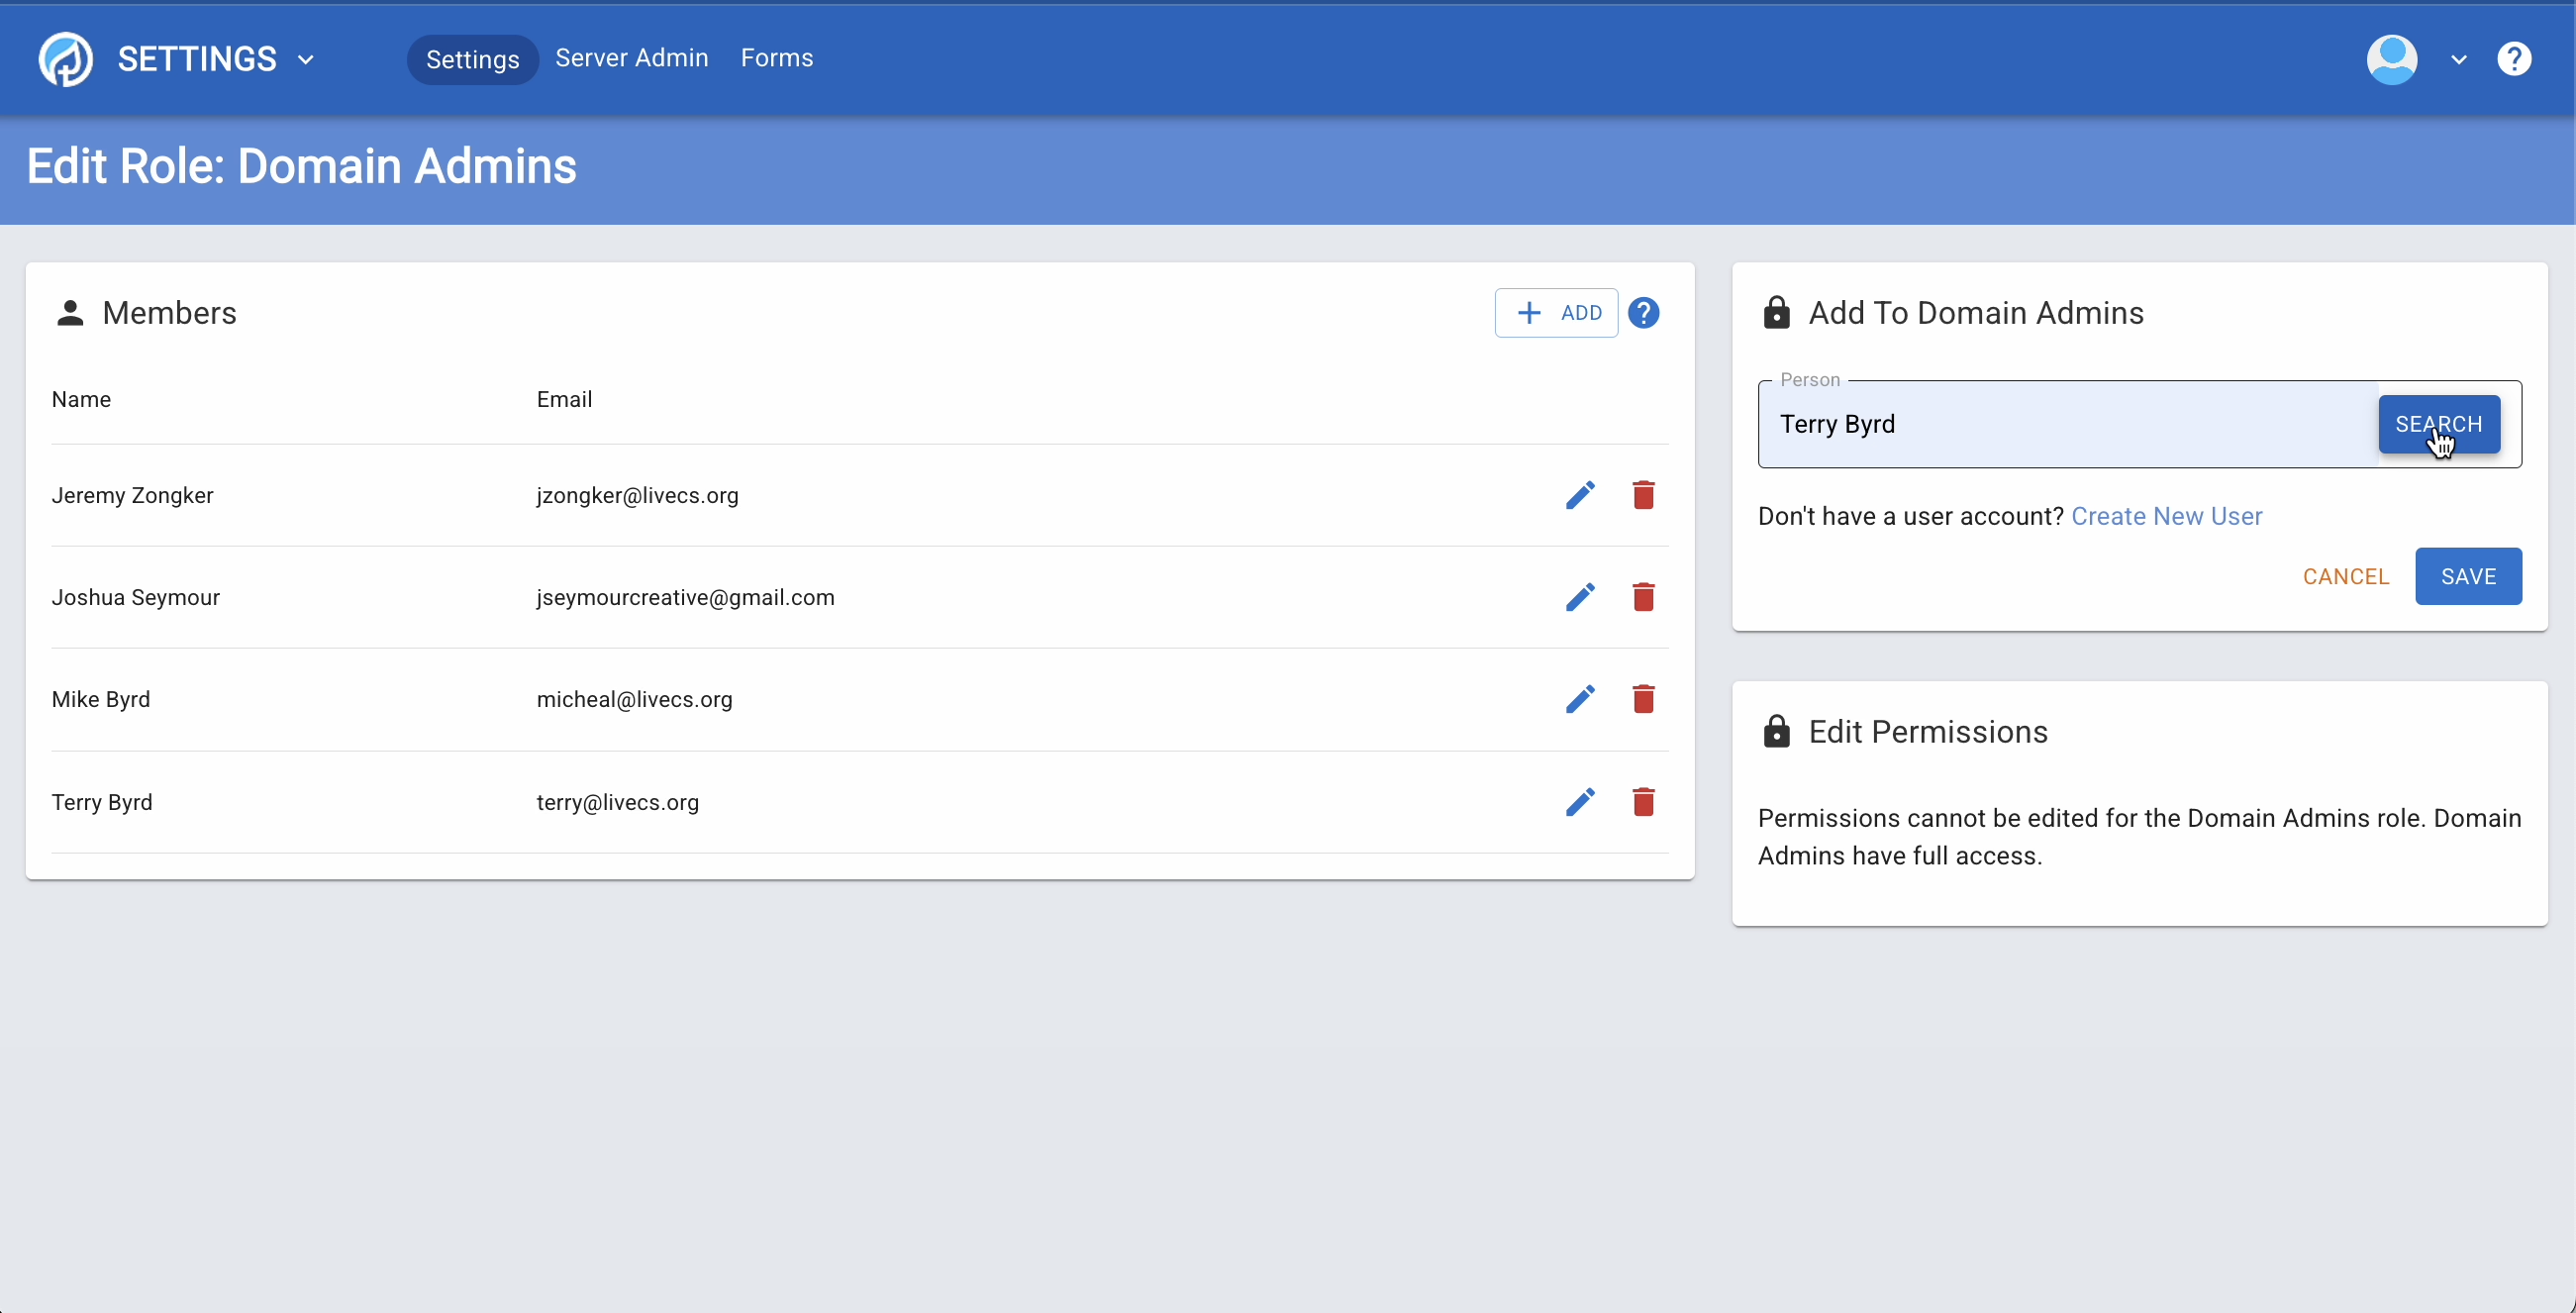 SETTINGS
Settings
Server Admin
Forms
?
Edit Role: Domain Admins
Members
+ ADD
?
Name
Email
Jeremy Zongker
jzongker@livecs.org
Joshua Seymour
jseymourcreative@gmail.com
Mike Byrd
micheal@livecs.org
Terry Byrd
terry@livecs.org
Add To Domain Admins
Person
Terry Byrd
SEARCH
Don't have a user account? Create New User
CANCEL
SAVE
Edit Permissions
Permissions cannot be edited for the Domain Admins role. Domain
Admins have full access.